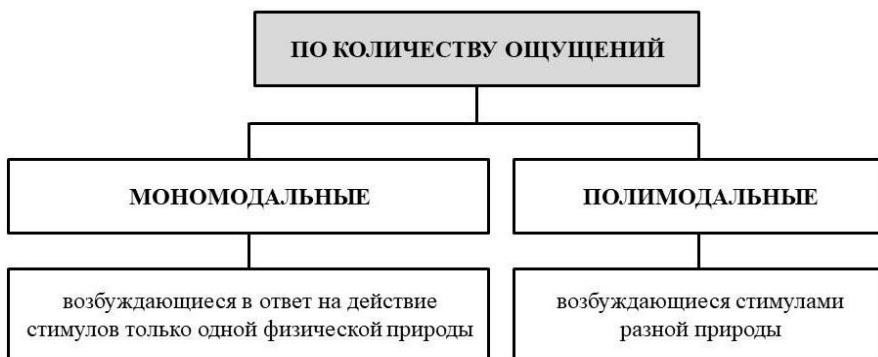 ПО КОЛИЧЕСТВУ ОЩУЩЕНИЙ
МОНОМОДАЛЬНЫЕ
ПОЛИМОДАЛЬНЫЕ
возбуждающиеся в ответ на действие
стимулов только одной физической природы
возбуждающиеся стимулами
разной природы